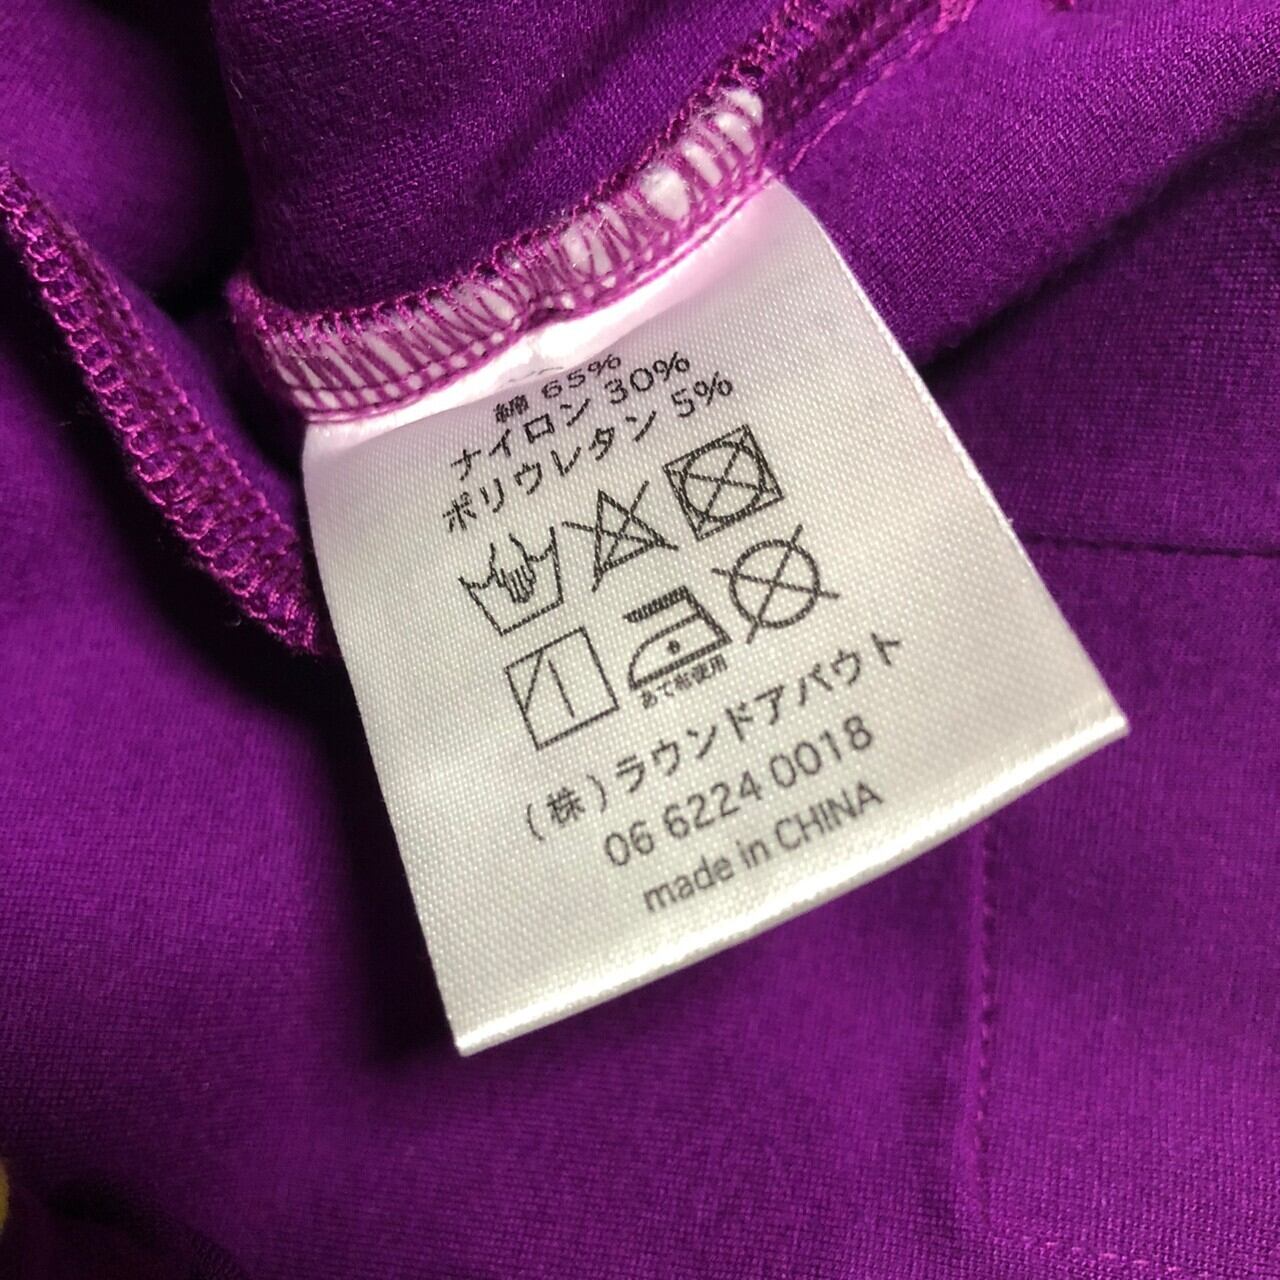 綿 65%
ナイロン 30%
ポリウレタン 5%
あて布使用
(株)ラウンドアバウト
06 6224 0018
made in CHINA